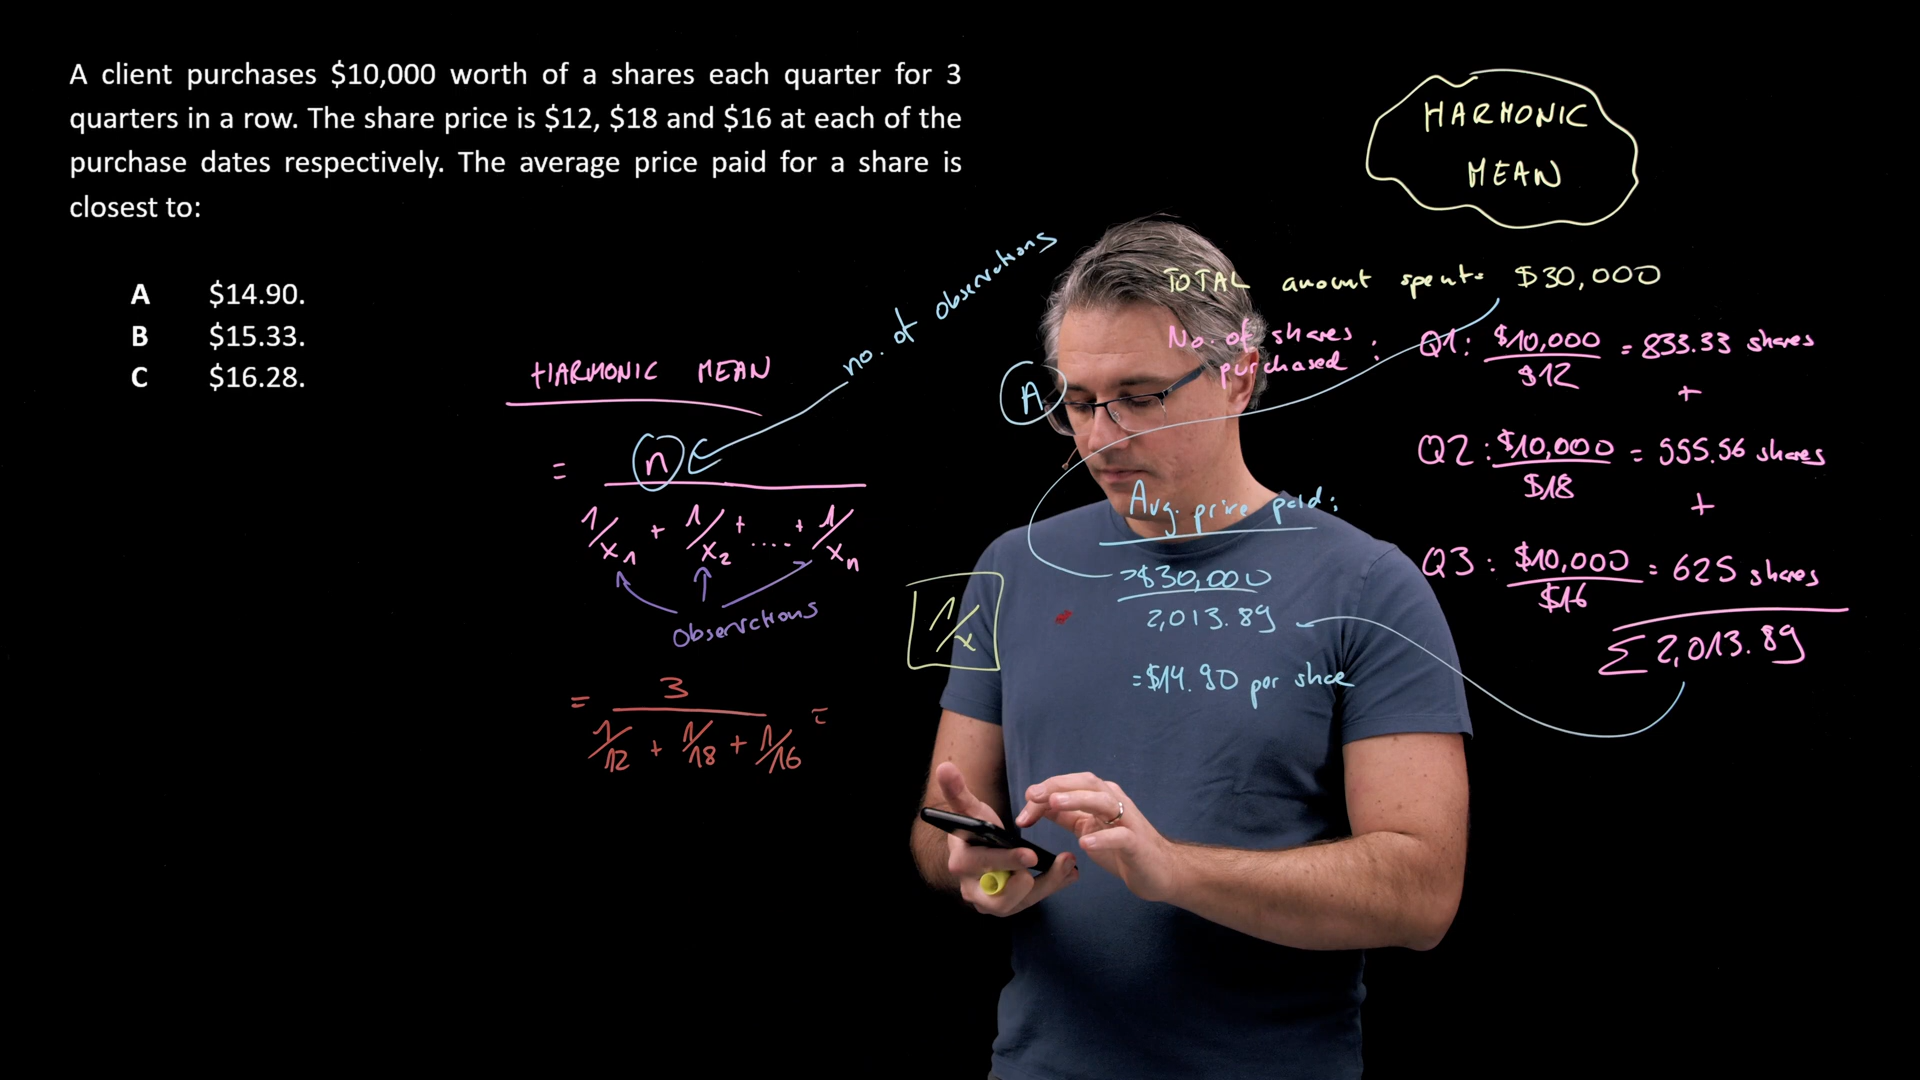 A client purchases $10,000 worth of a shares each quarter for 3
quarters in a row. The share price is $12, $18 and $16 at each of the
purchase dates respectively. The average price paid for a share is
closest to:
A $14.90.
B $15.33.
C $16.28.
HARMONIC
MEAN
no. of observations
HARMONIC MEAN
= n
1/x1 + 1/x2 + .... + 1/xn
Observations
= 3
1/12 + 1/18 + 1/16 =
1/x
A
TOTAL amount spent = $30,000
No. of shares
purchased :
Q1: $10,000 = 833.33 shares
$12
+
Q2: $10,000 = 555.56 shares
$18
+
Q3: $10,000 = 625 shares
$16
Σ 2,013.89
Avg. price paid:
$30,000
2,013.89
= $14.90 per share